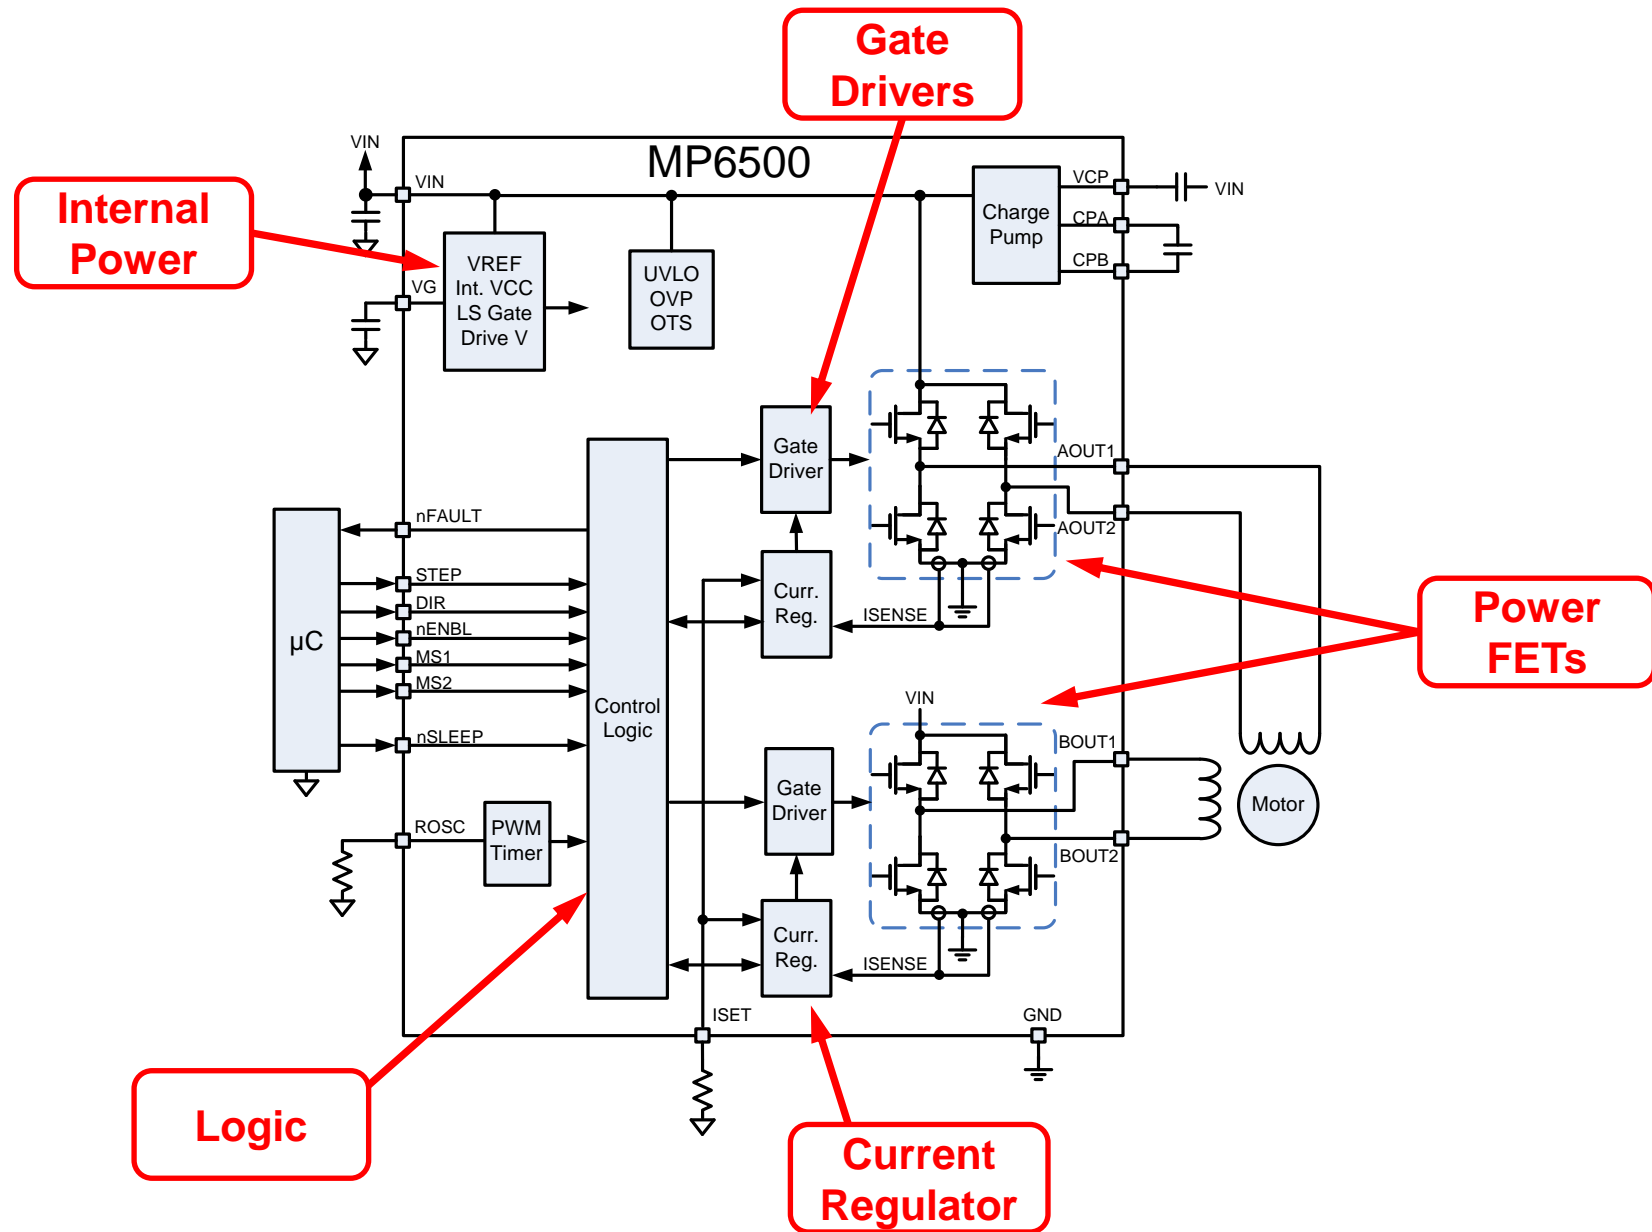 Gate
Drivers
MP6500
VIN
VIN
Internal
Power
VCP
VIN
CPA
CPB
Charge
Pump
VREF
Int. VCC
LS Gate
Drive V
UVLO
OVP
OTS
VG
Gate
Driver
AOUT1
AOUT2
nFAULT
STEP
DIR
nENBL
MS1
MS2
nSLEEP
µC
Curr.
Reg.
ISENSE
Power
FETs
Control
Logic
VIN
BOUT1
BOUT2
Gate
Driver
Motor
ROSC
PWM
Timer
Curr.
Reg.
ISENSE
ISET
GND
Logic
Current
Regulator